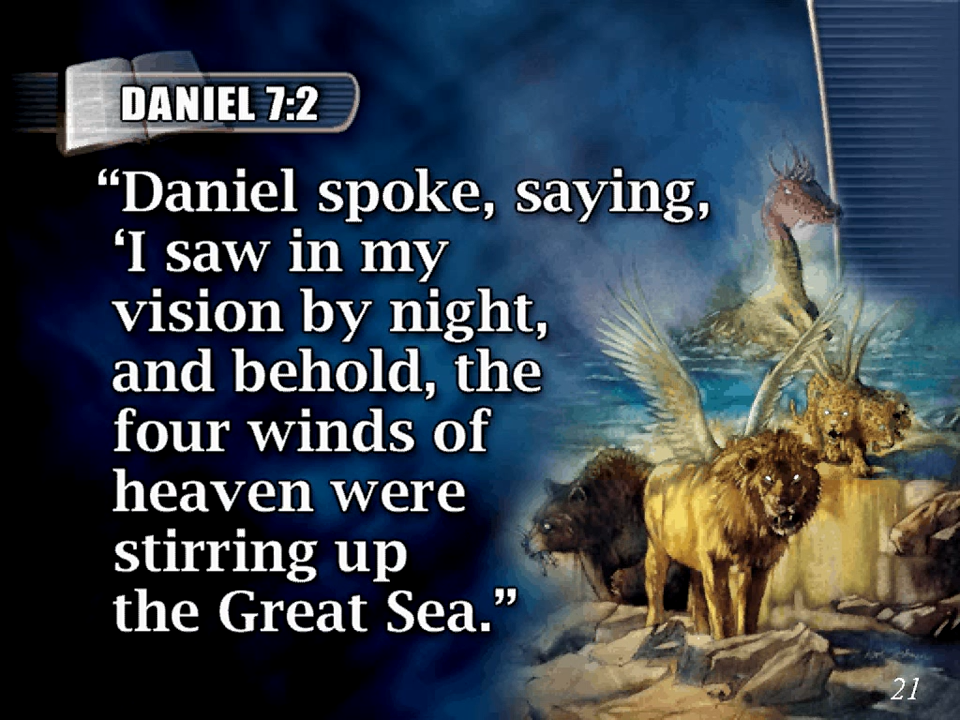 DANIEL 7:2
“Daniel spoke, saying,
‘I saw in my
vision by night,
and behold, the
four winds of
heaven were
stirring up
the Great Sea.”
21